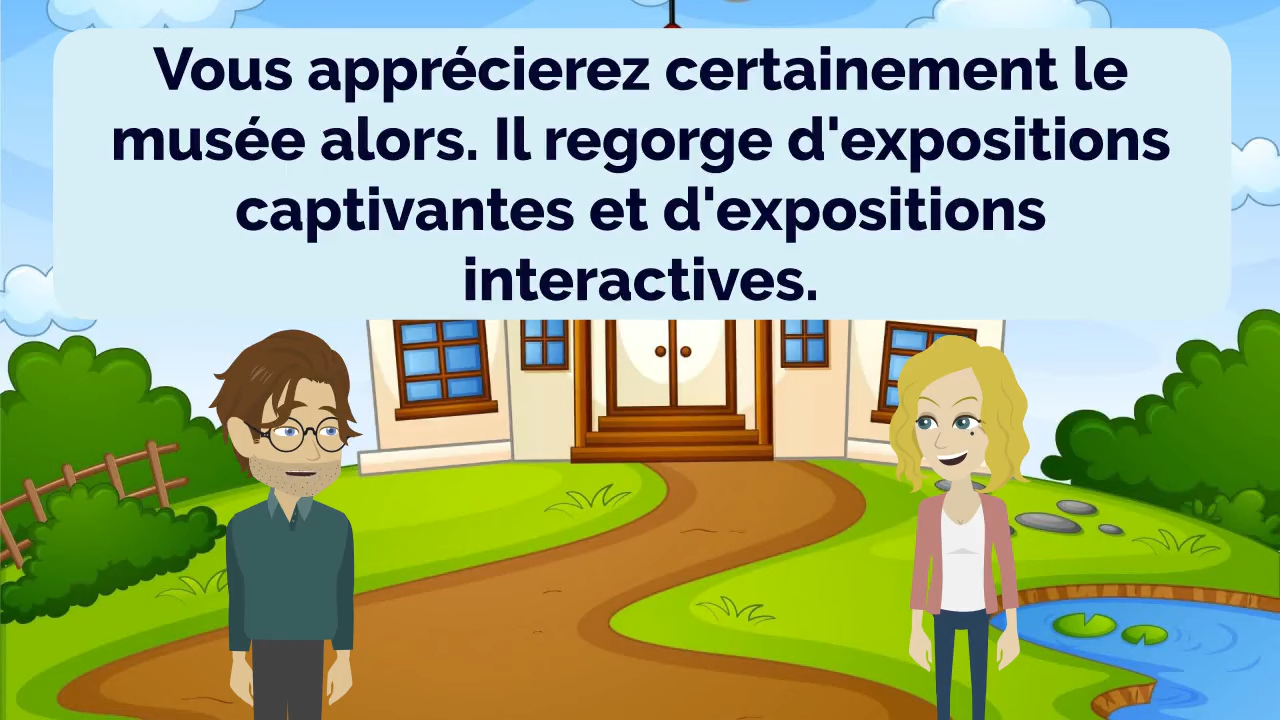 Vous apprécierez certainement le
musée alors. Il regorge d'expositions
captivantes et d'expositions
interactives.